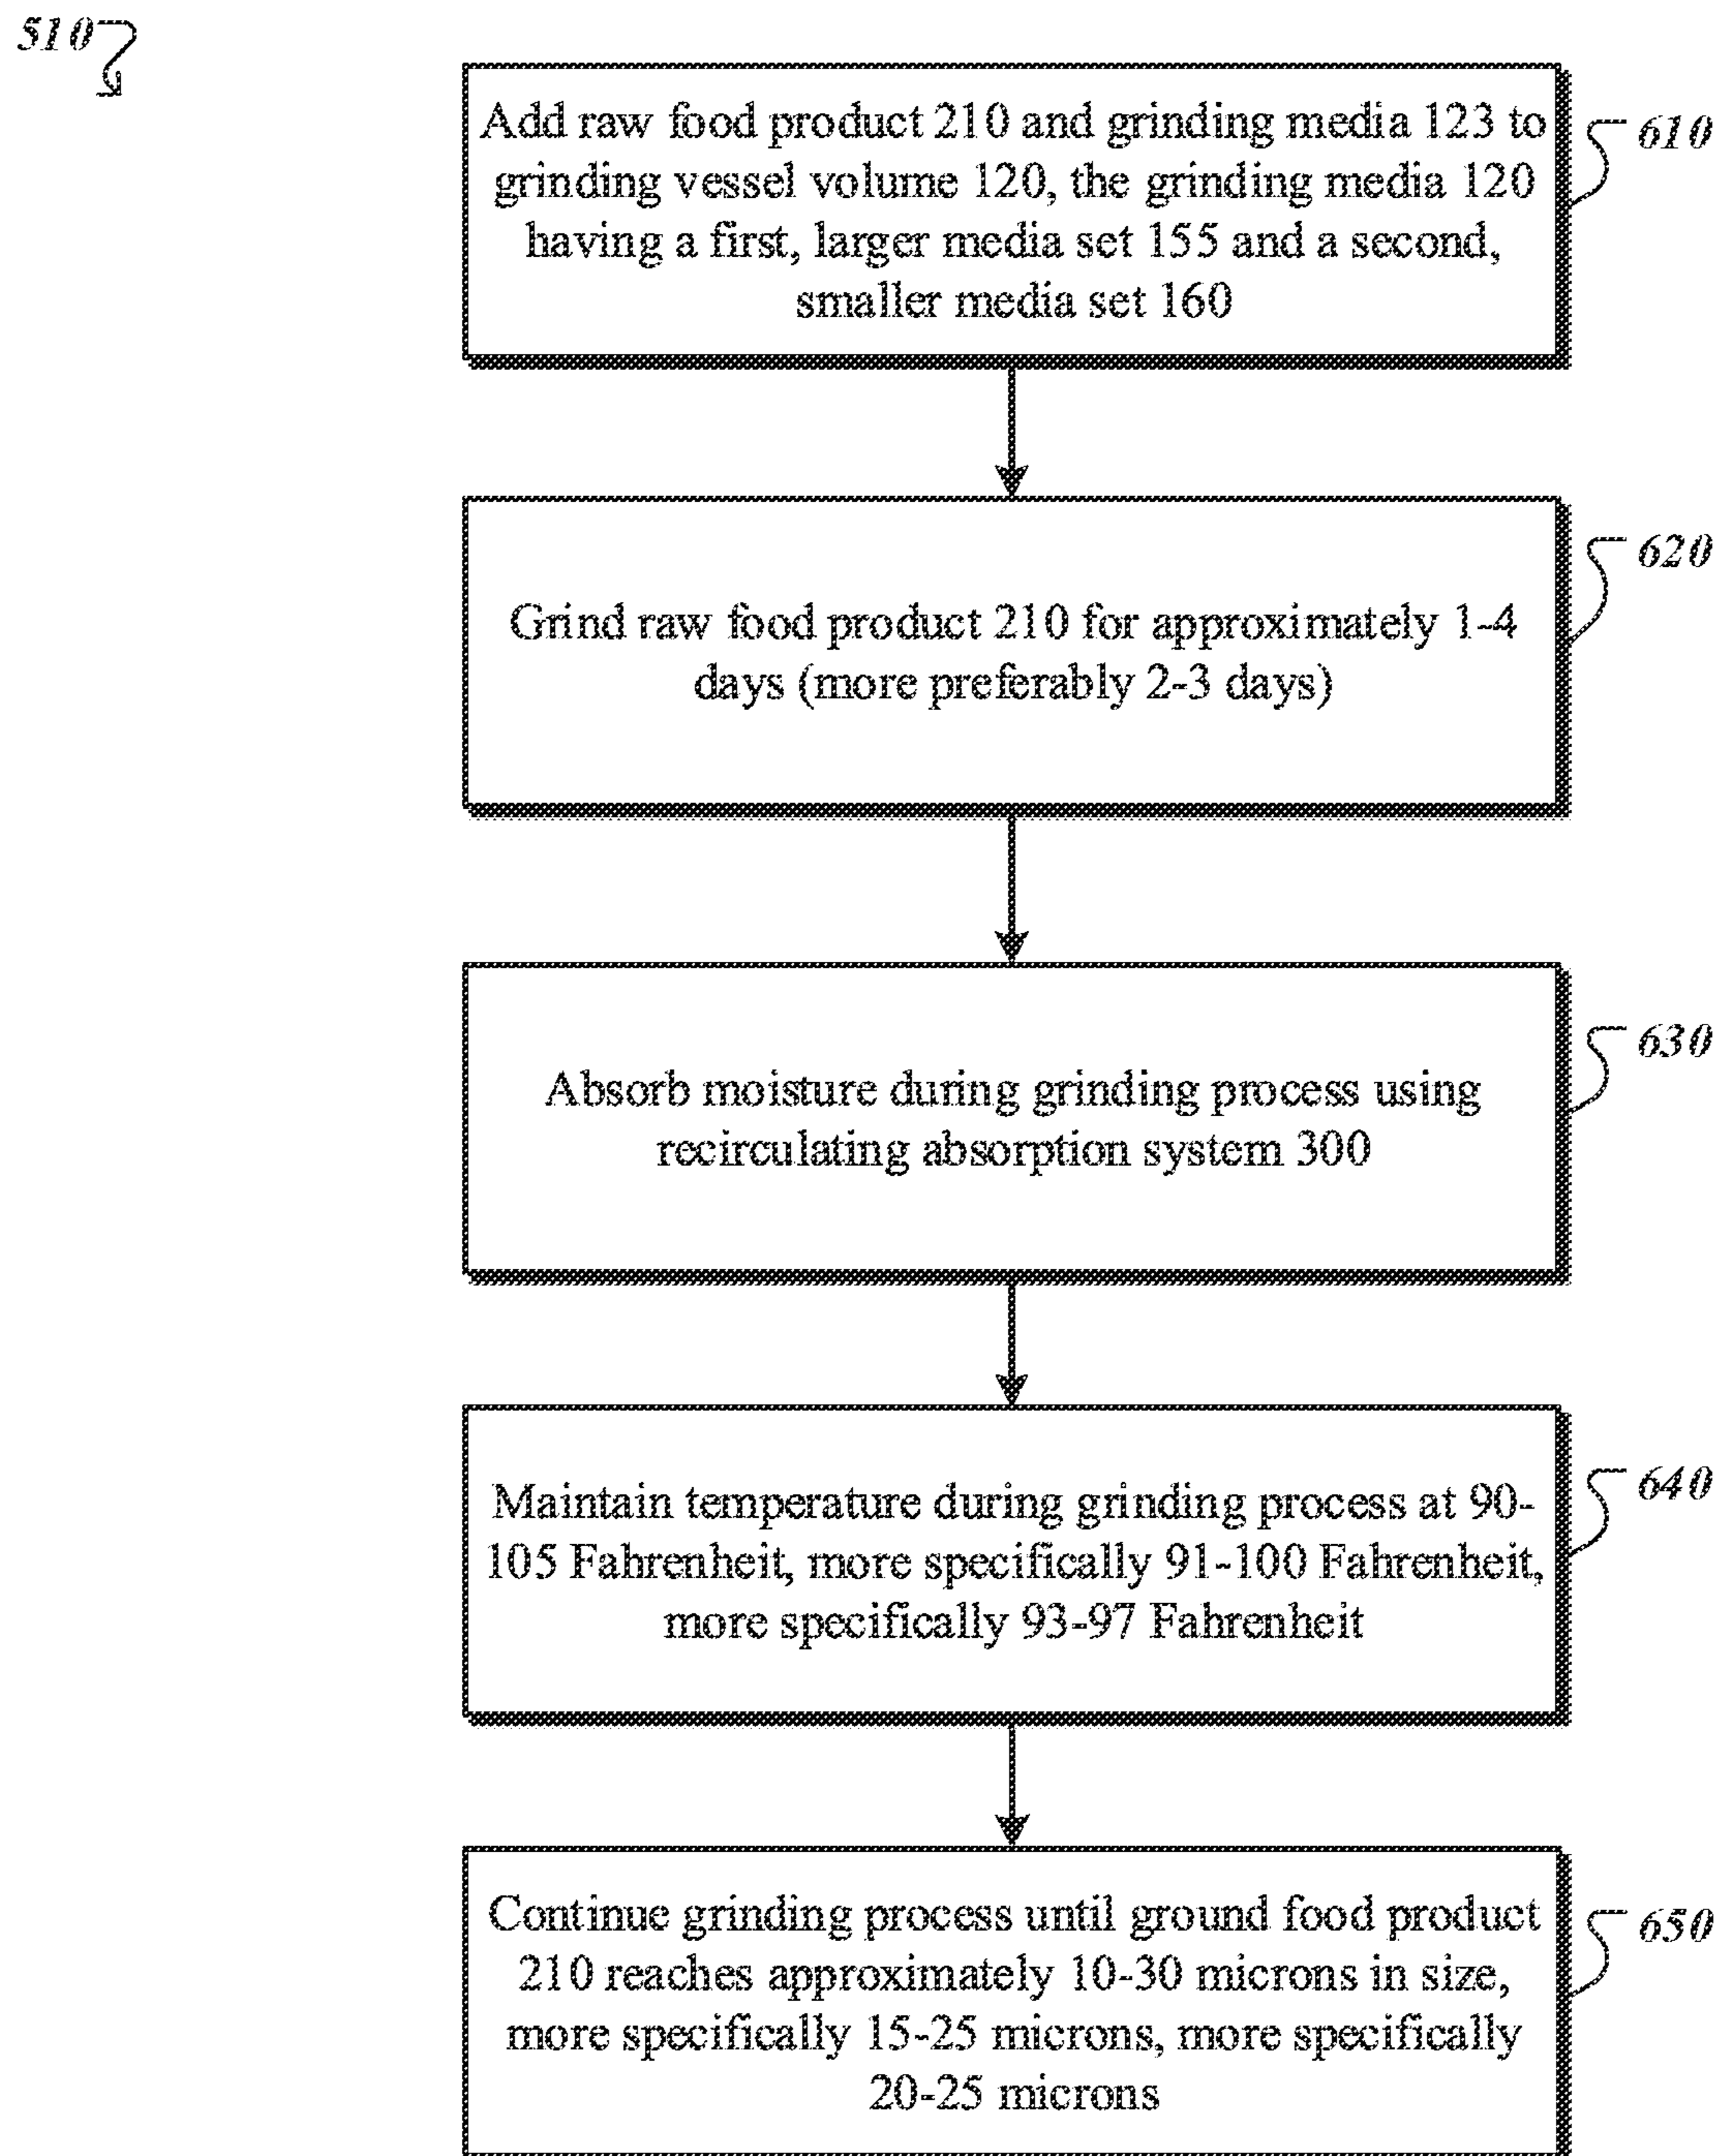 510
Add raw food product 210 and grinding media 123 to
grinding vessel volume 120, the grinding media 120
having a first, larger media set 155 and a second,
smaller media set 160
610
Grind raw food product 210 for approximately 1-4
days (more preferably 2-3 days)
620
Absorb moisture during grinding process using
recirculating absorption system 300
630
Maintain temperature during grinding process at 90-
105 Fahrenheit, more specifically 91-100 Fahrenheit,
more specifically 93-97 Fahrenheit
640
Continue grinding process until ground food product
210 reaches approximately 10-30 microns in size,
more specifically 15-25 microns, more specifically
20-25 microns
650